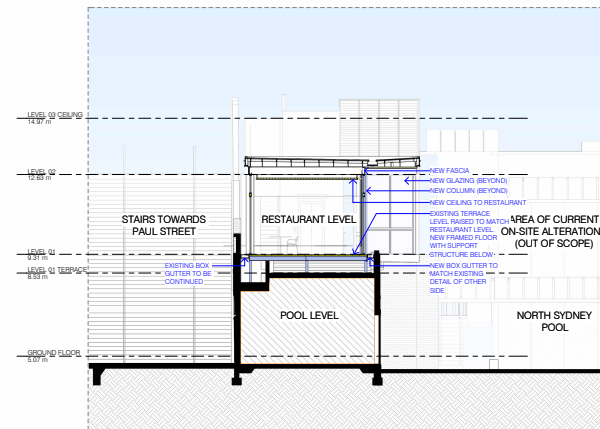 LEVEL 03 CEILING
14.97 m
LEVEL 02
12.63 m
NEW FASCIA
NEW GLAZING (BEYOND)
NEW COLUMN (BEYOND)
NEW CEILING TO RESTAURANT
STAIRS TOWARDS
PAUL STREET
RESTAURANT LEVEL
EXISTING TERRACE
LEVEL RAISED TO MATCH
RESTAURANT LEVEL.
NEW FRAMED FLOOR
WITH SUPPORT
STRUCTURE BELOW
AREA OF CURRENT
ON-SITE ALTERATION
(OUT OF SCOPE)
LEVEL 01
9.31 m
LEVEL 01 TERRACE
8.53 m
EXISTING BOX
GUTTER TO BE
CONTINUED
NEW BOX GUTTER TO
MATCH EXISTING
DETAIL OF OTHER
SIDE
POOL LEVEL
NORTH SYDNEY
POOL
GROUND FLOOR
5.07 m